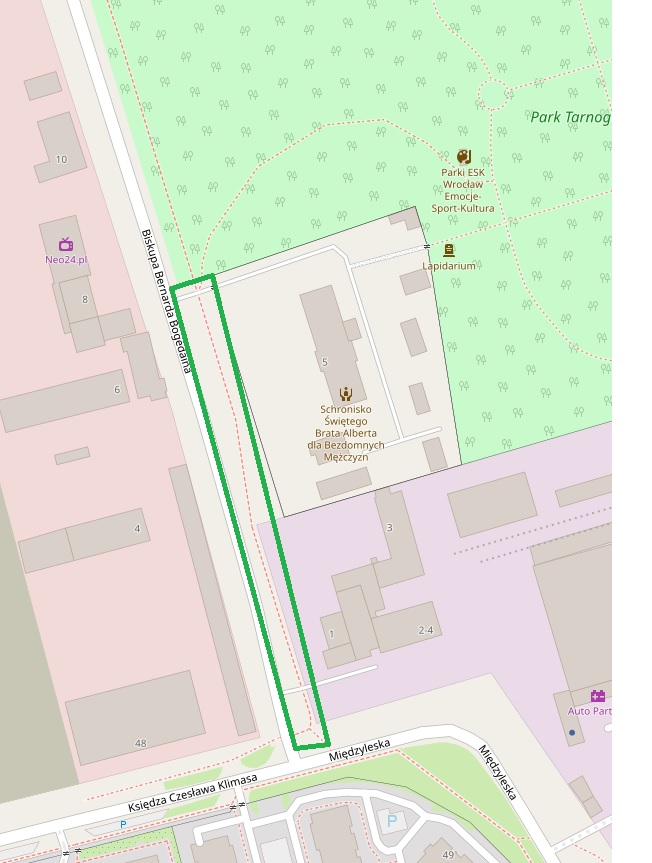 Park Tarnog
Parki ESK
Wrocław
Emocje-
Sport-Kultura
10
Biskupa Bernarda Bogedaina
Neo24.pl
Lapidarium
8
5
6
Schronisko
Świętego
Brata Alberta
dla Bezdomnych
Mężczyzn
4
3
1
2-4
Auto Part
48
Międzyleska
Międzyleska
Księdza Czesława Klimasa
P
P
49